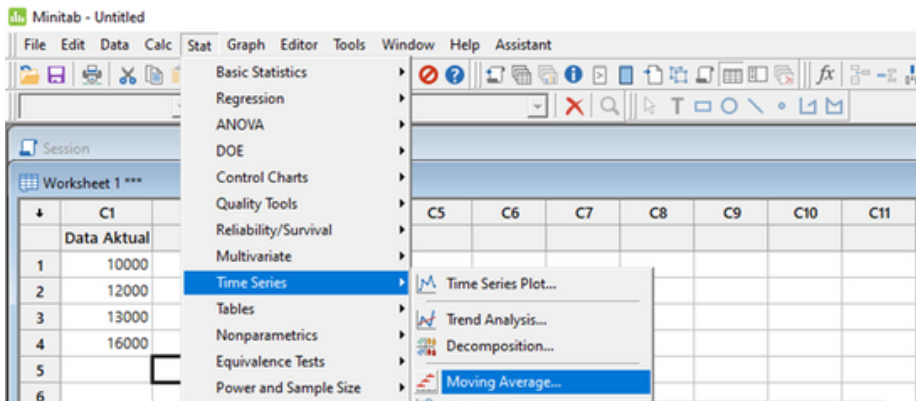 Minitab - Untitled
File Edit Data Calc Stat Graph Editor Tools Window Help Assistant
Basic Statistics
Regression
ANOVA
DOE
Control Charts
Quality Tools
Reliability/Survival
Multivariate
Time Series
Tables
Nonparametrics
Equivalence Tests
Power and Sample Size
Time Series Plot...
Trend Analysis...
Decomposition...
Moving Average...
fx
T
Session
Worksheet 1 ***
C1 C5 C6 C7 C8 C9 C10 C11
Data Aktual
1 10000
2 12000
3 13000
4 16000
5
6